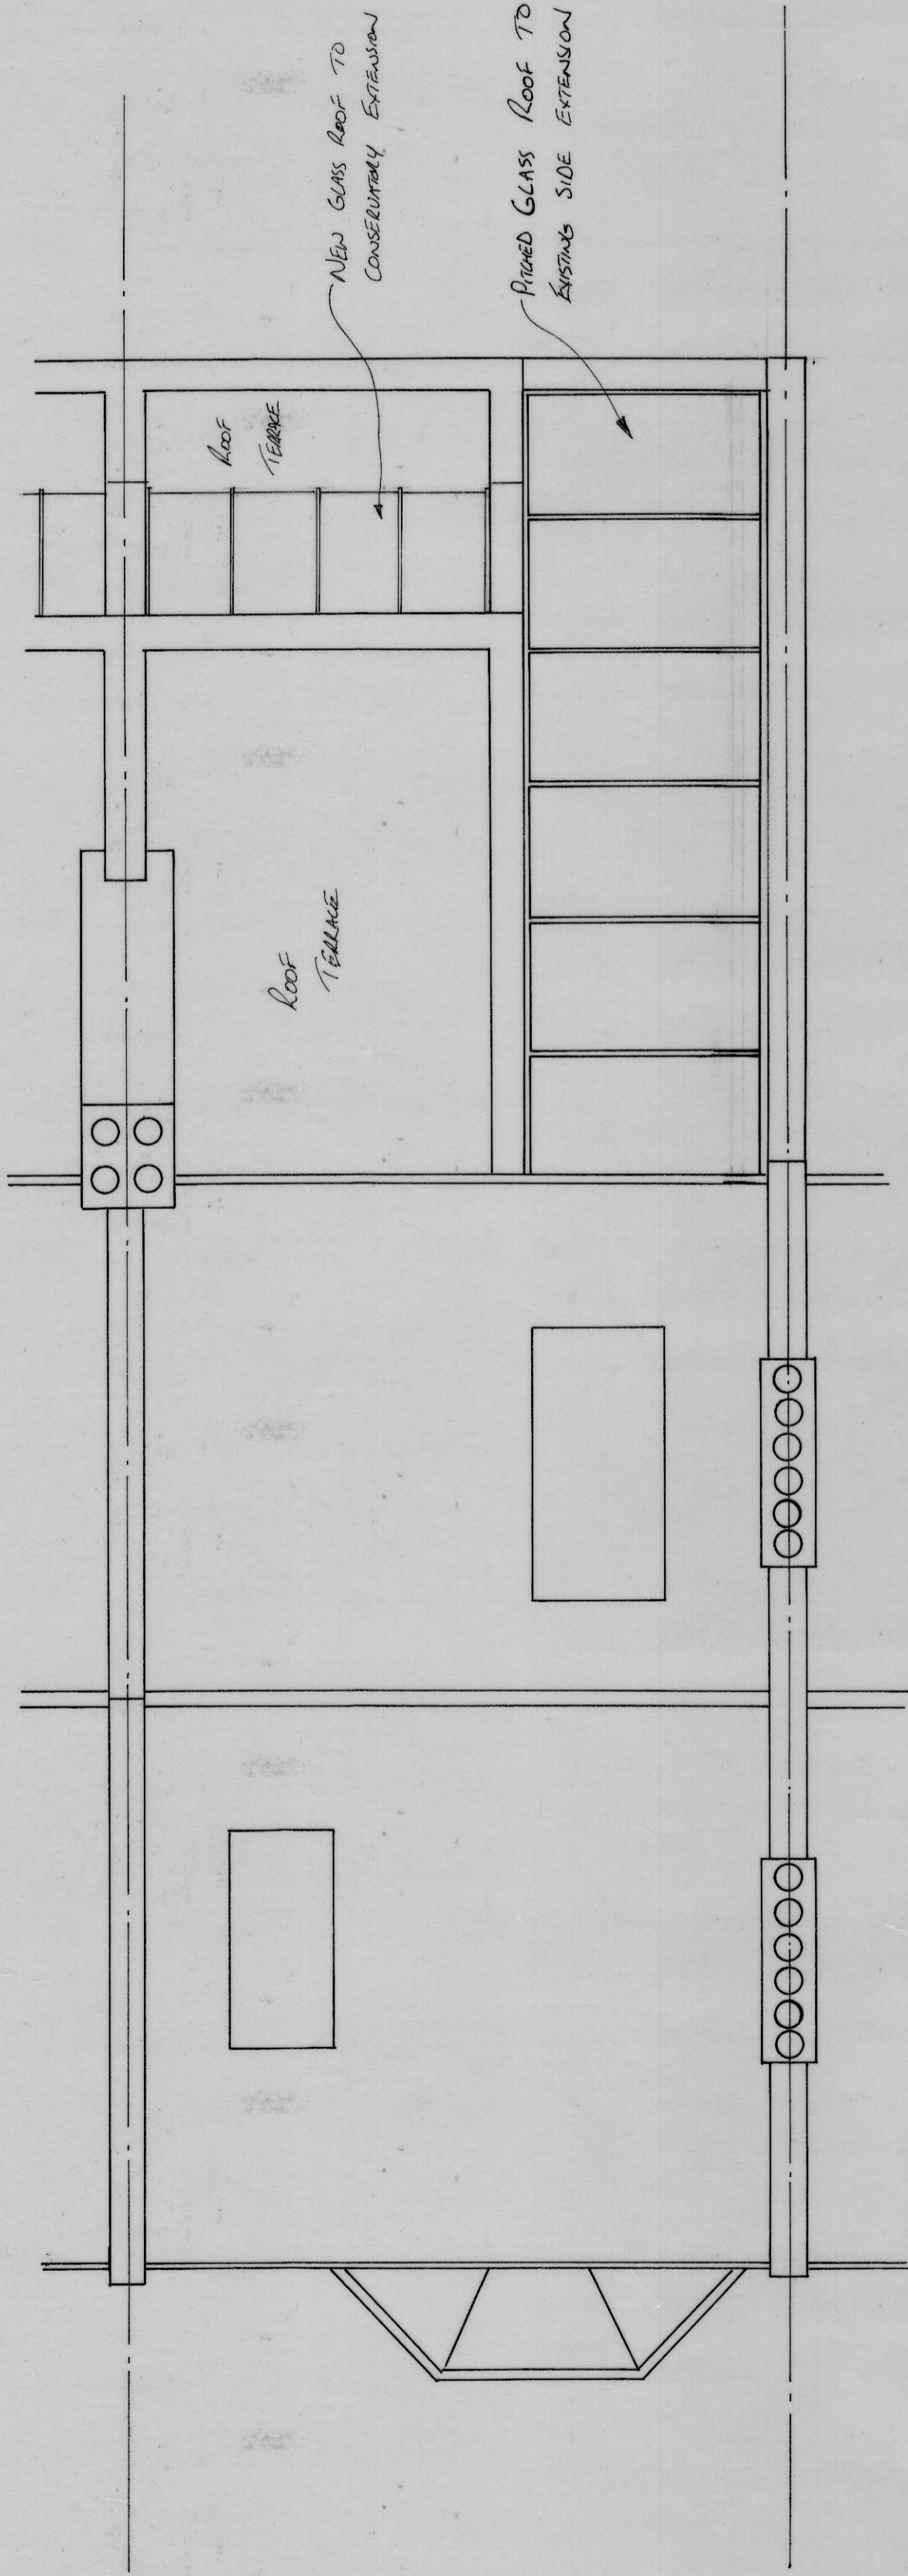 NEW GLASS ROOF TO
CONSERVATORY EXTENSION
PITCHED GLASS ROOF TO
EXISTING SIDE EXTENSION
ROOF
TERRACE
ROOF
TERRACE